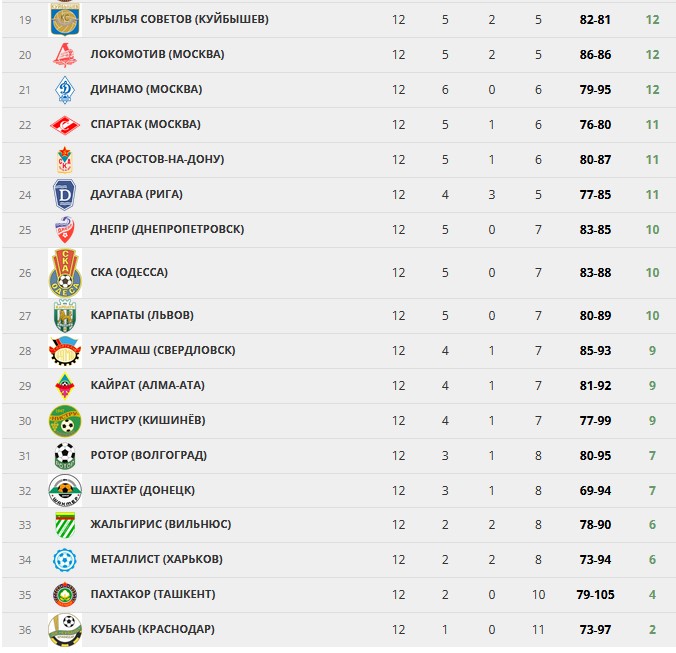 19 КРЫЛЬЯ СОВЕТОВ (КУЙБЫШЕВ) 12 5 2 5 82-81 12
20 ЛОКОМОТИВ (МОСКВА) 12 5 2 5 86-86 12
21 ДИНАМО (МОСКВА) 12 6 0 6 79-95 12
22 СПАРТАК (МОСКВА) 12 5 1 6 76-80 11
23 СКА (РОСТОВ-НА-ДОНУ) 12 5 1 6 80-87 11
24 ДАУГАВА (РИГА) 12 4 3 5 77-85 11
25 ДНЕПР (ДНЕПРОПЕТРОВСК) 12 5 0 7 83-85 10
26 СКА (ОДЕССА) 12 5 0 7 83-88 10
27 КАРПАТЫ (ЛЬВОВ) 12 5 0 7 80-89 10
28 УРАЛМАШ (СВЕРДЛОВСК) 12 4 1 7 85-93 9
29 КАЙРАТ (АЛМА-АТА) 12 4 1 7 81-92 9
30 НИСТРУ (КИШИНЁВ) 12 4 1 7 77-99 9
31 РОТОР (ВОЛГОГРАД) 12 3 1 8 80-95 7
32 ШАХТЁР (ДОНЕЦК) 12 3 1 8 69-94 7
33 ЖАЛЬГИРИС (ВИЛЬНЮС) 12 2 2 8 78-90 6
34 МЕТАЛЛИСТ (ХАРЬКОВ) 12 2 2 8 73-94 6
35 ПАХТАКОР (ТАШКЕНТ) 12 2 0 10 79-105 4
36 КУБАНЬ (КРАСНОДАР) 12 1 0 11 73-97 2